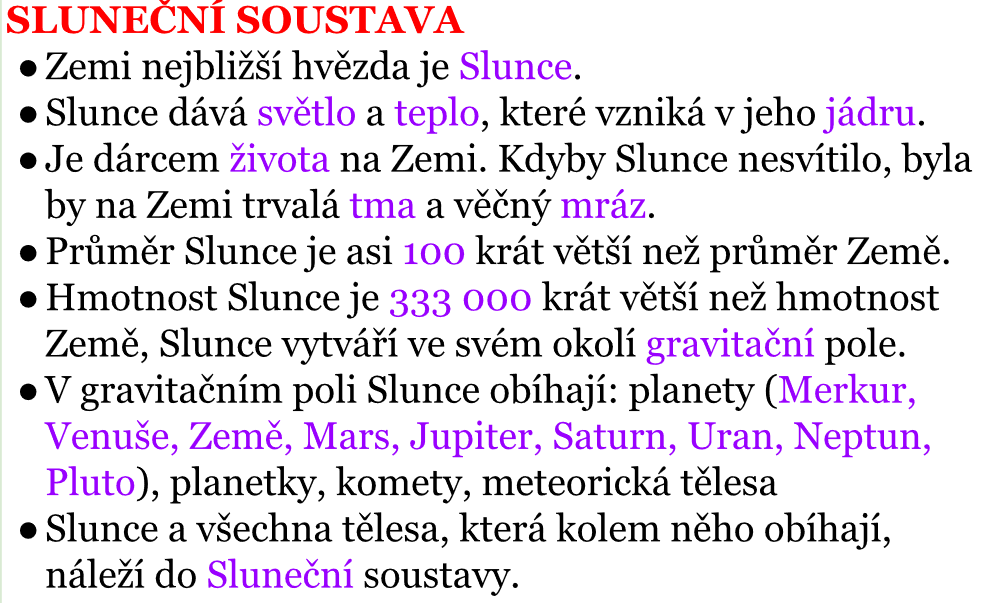 SLUNEČNÍ SOUSTAVA
● Zemi nejbližší hvězda je Slunce.
● Slunce dává světlo a teplo, které vzniká v jeho jádru.
● Je dárcem života na Zemi. Kdyby Slunce nesvítilo, byla
by na Zemi trvalá tma a věčný mráz.
● Průměr Slunce je asi 100 krát větší než průměr Země.
● Hmotnost Slunce je 333 000 krát větší než hmotnost
Země, Slunce vytváří ve svém okolí gravitační pole.
● V gravitačním poli Slunce obíhají: planety (Merkur,
Venuše, Země, Mars, Jupiter, Saturn, Uran, Neptun,
Pluto), planetky, komety, meteorická tělesa
● Slunce a všechna tělesa, která kolem něho obíhají,
náleží do Sluneční soustavy.